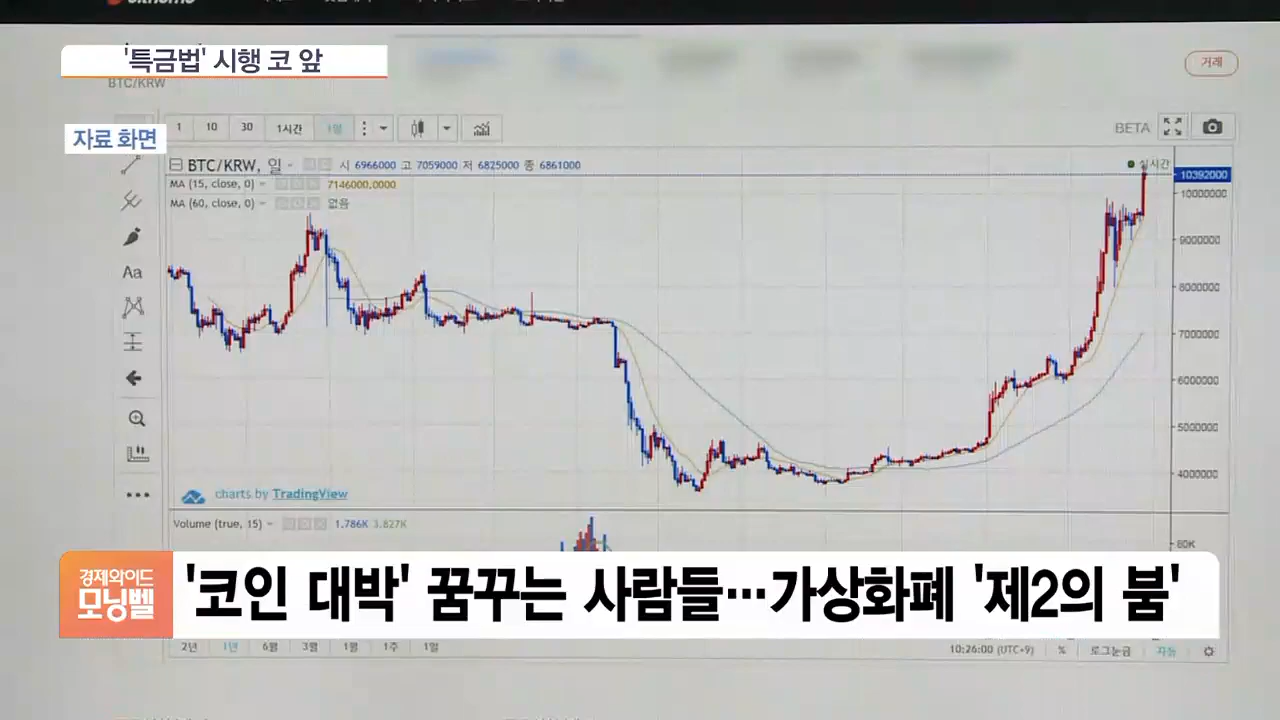 '특금법' 시행 코 앞
BTC/KRW
거래
자료 화면
1 10 30 1시간 1일
BETA
BTC/KRW, 일 시 6966000 고 7059000 저 6825000 종 6861000
실시간
MA (15, close, 0) 7146000.0000
MA (60, close, 0) 없음
10392000
10000000
9000000
8000000
7000000
6000000
5000000
4000000
Aa
charts by TradingView
Volume (true, 15) 1.786K 3.827K
80K
경제와이드
모닝벨
'코인 대박' 꿈꾸는 사람들…가상화폐 '제2의 붐'
2년 1년 6월 3월 1월 1주 1일
10:26:00 (UTC+9) % 로그눈금 자동